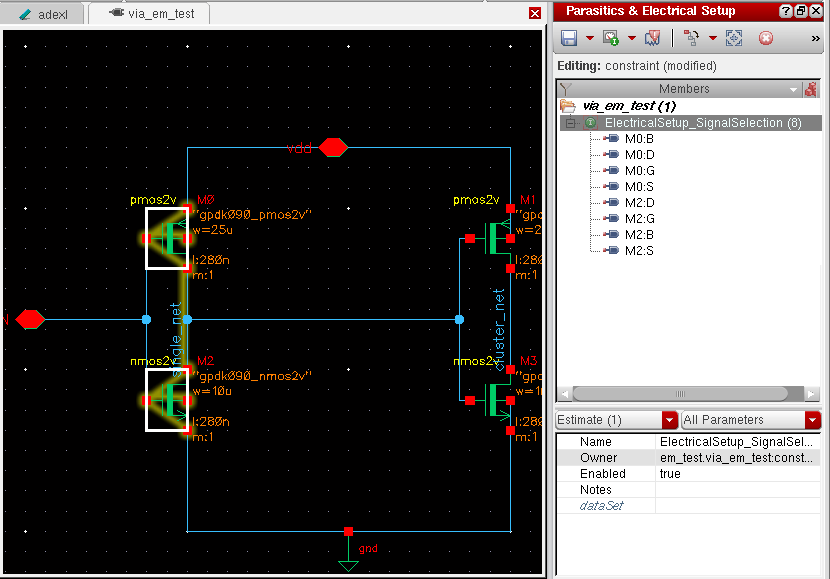 adexl
via_em_test
Parasitics & Electrical Setup
Editing: constraint (modified)
Members
via_em_test (1)
ElectricalSetup_SignalSelection (8)
M0:B
M0:D
M0:G
M0:S
M2:D
M2:G
M2:B
M2:S
vdd
pmos2v
M0
"gpdk090_pmos2v"
w=25u
l:280n
m:1
pmos2v
M1
"gpd
w=2
l:28
m:1
single_net
cluster_net
nmos2v
M2
"gpdk090_nmos2v"
w=10u
l:280n
m:1
nmos2v
M3
"gpd
w=10
l:280
m:1
gnd
Estimate (1)
All Parameters
Name ElectricalSetup_SignalSel...
Owner em_test.via_em_test:const...
Enabled true
Notes
dataSet